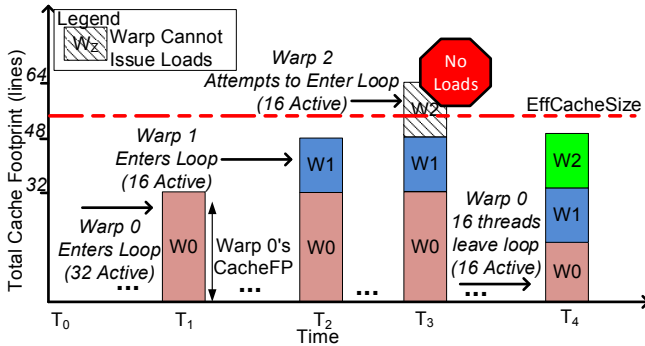 Legend
Wz
Warp Cannot
Issue Loads
Total Cache Footprint (lines)
64
48
32
Warp 2
Attempts to Enter Loop
(16 Active)
No
Loads
EffCacheSize
Warp 1
Enters Loop
(16 Active)
Warp 0
Enters Loop
(32 Active)
W0
Warp 0's
CacheFP
W1
W0
W2
W1
W0
Warp 0
16 threads
leave loop
(16 Active)
W2
W1
W0
... ... ... ...
T0
T1
T2
T3
T4
Time